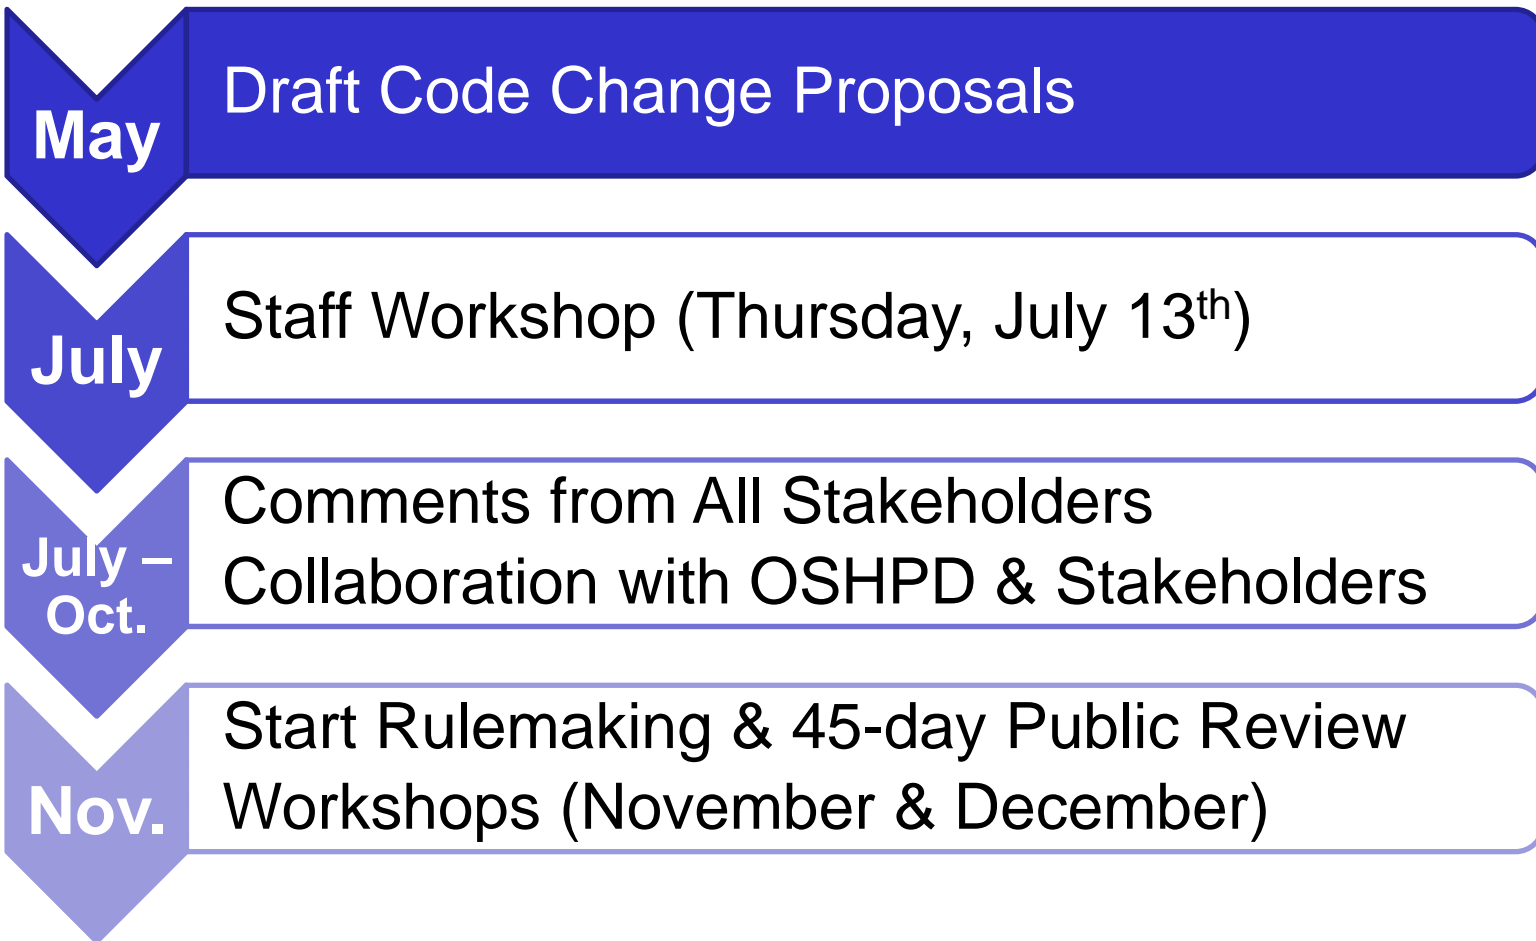 May
Draft Code Change Proposals
July
Staff Workshop (Thursday, July 13th)
July –
Oct.
Comments from All Stakeholders
Collaboration with OSHPD & Stakeholders
Nov.
Start Rulemaking & 45-day Public Review
Workshops (November & December)